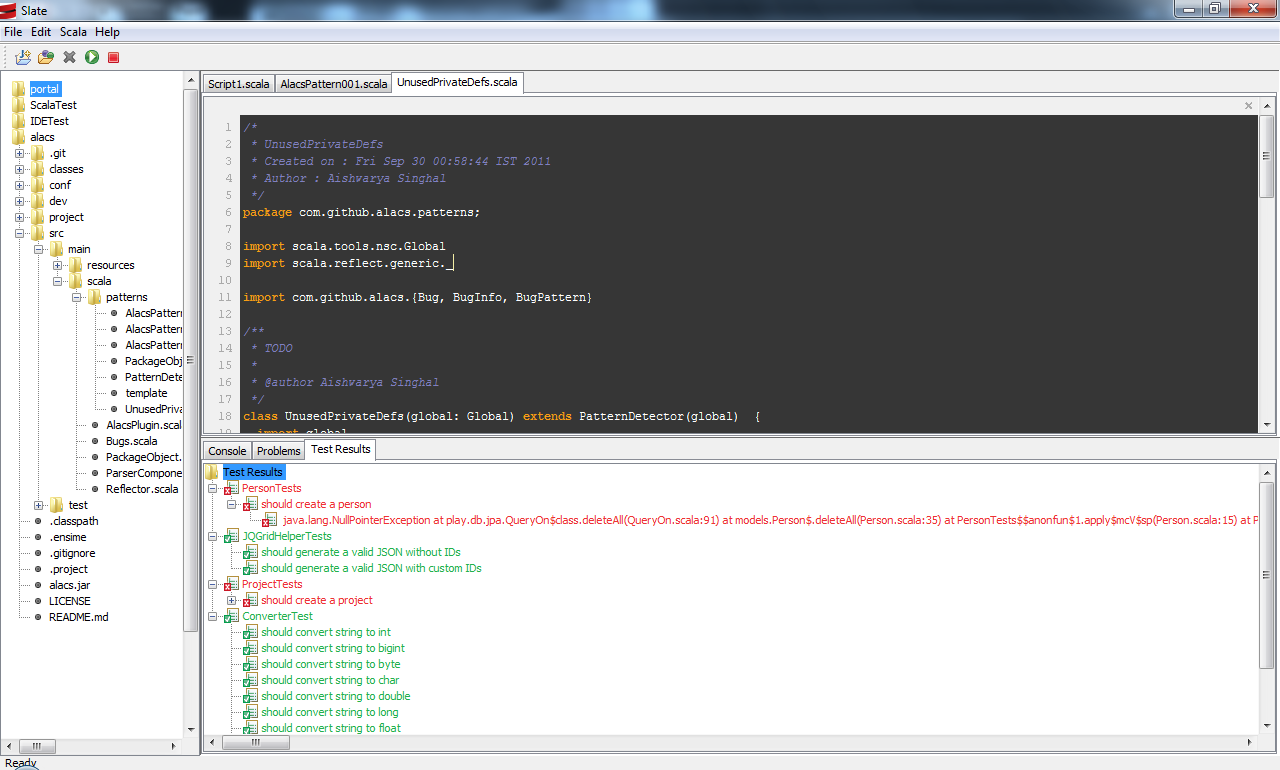 Slate
File Edit Scala Help
portal
ScalaTest
IDETest
alacs
.git
classes
conf
dev
project
src
main
resources
scala
patterns
AlacsPattern
AlacsPattern
AlacsPattern
PackageObj
PatternDete
template
UnusedPriva
AlacsPlugin.scal
Bugs.scala
PackageObject.
ParserCompone
Reflector.scala
test
.classpath
.ensime
.gitignore
.project
alacs.jar
LICENSE
README.md
Script1.scala AlacsPattern001.scala UnusedPrivateDefs.scala
1 /*
2 * UnusedPrivateDefs
3 * Created on : Fri Sep 30 00:58:44 IST 2011
4 * Author : Aishwarya Singhal
5 */
6 package com.github.alacs.patterns;
7
8 import scala.tools.nsc.Global
9 import scala.reflect.generic._
10
11 import com.github.alacs.{Bug, BugInfo, BugPattern}
12
13 /**
14 * TODO
15 *
16 * @author Aishwarya Singhal
17 */
18 class UnusedPrivateDefs(global: Global) extends PatternDetector(global) {
19 import global
Console Problems Test Results
Test Results
PersonTests
should create a person
java.lang.NullPointerException at play.db.jpa.QueryOn$class.deleteAll(QueryOn.scala:91) at models.Person$.deleteAll(Person.scala:35) at PersonTests$$anonfun$1.apply$mcV$sp(Person.scala:15) at P
JQGridHelperTests
should generate a valid JSON without IDs
should generate a valid JSON with custom IDs
ProjectTests
should create a project
ConverterTest
should convert string to int
should convert string to bigint
should convert string to byte
should convert string to char
should convert string to double
should convert string to long
should convert string to float
Ready